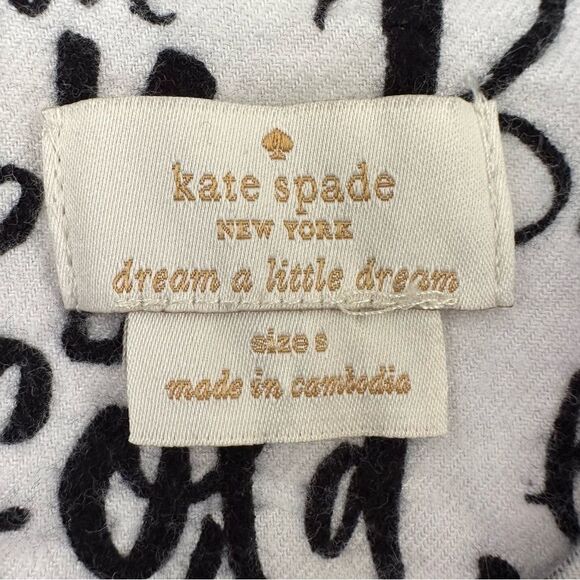 kate spade
NEW YORK
dream a little dream
size s
made in cambodia